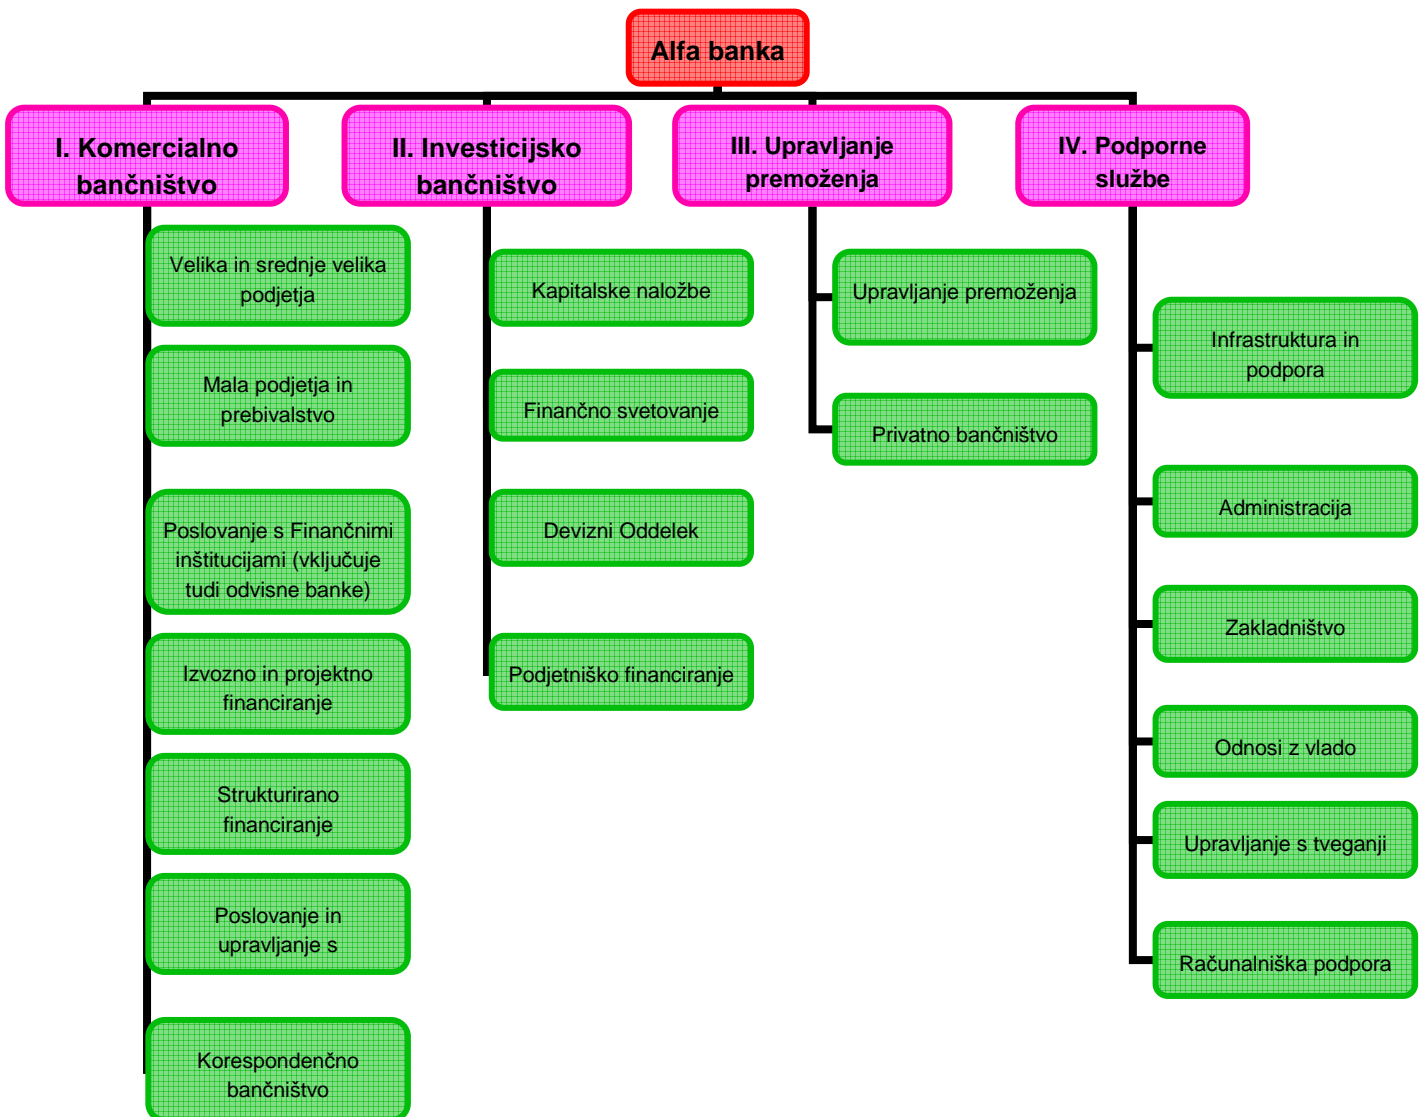 Alfa banka
I. Komercialno
bančništvo
Velika in srednje velika
podjetja
Mala podjetja in
prebivalstvo
Poslovanje s Finančnimi
inštitucijami (vključuje
tudi odvisne banke)
Izvozno in projektno
financiranje
Strukturirano
financiranje
Poslovanje in
upravljanje s
Korespondenčno
bančništvo
II. Investicijsko
bančništvo
Kapitalske naložbe
Finančno svetovanje
Devizni Oddelek
Podjetniško financiranje
III. Upravljanje
premoženja
Upravljanje premoženja
Privatno bančništvo
IV. Podporne
službe
Infrastruktura in
podpora
Administracija
Zakladništvo
Odnosi z vlado
Upravljanje s tveganji
Računalniška podpora